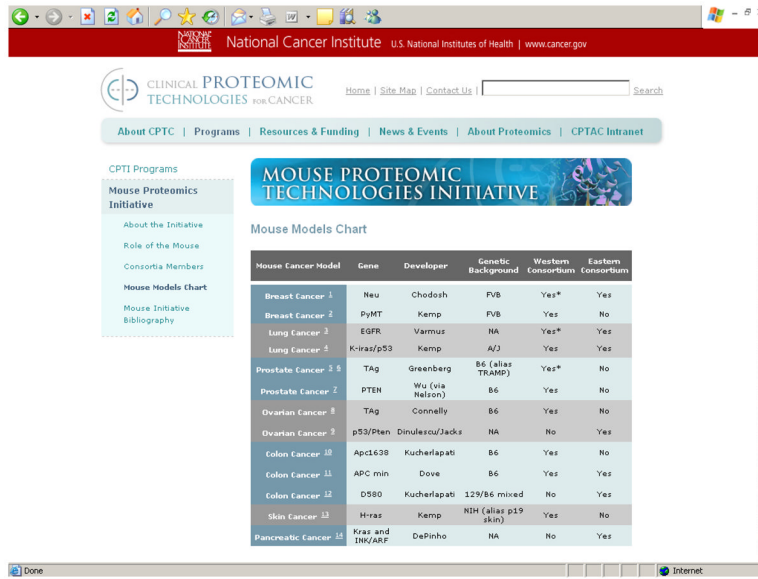 NATIONAL
CANCER
INSTITUTE
National Cancer Institute U.S. National Institutes of Health | www.cancer.gov
CLINICAL PROTEOMIC
TECHNOLOGIES FOR CANCER
Home | Site Map | Contact Us | Search
About CPTC | Programs | Resources & Funding | News & Events | About Proteomics | CPTAC Intranet
CPTI Programs
Mouse Proteomics
Initiative
About the Initiative
Role of the Mouse
Consortia Members
Mouse Models Chart
Mouse Initiative
Bibliography
MOUSE PROTEOMIC
TECHNOLOGIES INITIATIVE
Mouse Models Chart
Mouse Cancer Model Gene Developer Genetic Background Western Consortium Eastern Consortium
Breast Cancer 1 Neu Chodosh FVB Yes* Yes
Breast Cancer 2 PyMT Kemp FVB Yes No
Lung Cancer 3 EGFR Varmus NA Yes* Yes
Lung Cancer 4 K-iras/p53 Kemp A/J Yes Yes
Prostate Cancer 5 6 TAg Greenberg B6 (alias TRAMP) Yes* No
Prostate Cancer 7 PTEN Wu (via Nelson) B6 Yes No
Ovarian Cancer 8 TAg Connelly B6 Yes No
Ovarian Cancer 9 p53/Pten Dinulescu/Jacks NA No Yes
Colon Cancer 10 Apc1638 Kucherlapati B6 Yes No
Colon Cancer 11 APC min Dove B6 Yes Yes
Colon Cancer 12 D580 Kucherlapati 129/B6 mixed No Yes
Skin Cancer 13 H-ras Kemp NIH (alias p19 skin) Yes No
Pancreatic Cancer 14 Kras and INK/ARF DePinho NA No Yes
Done Internet